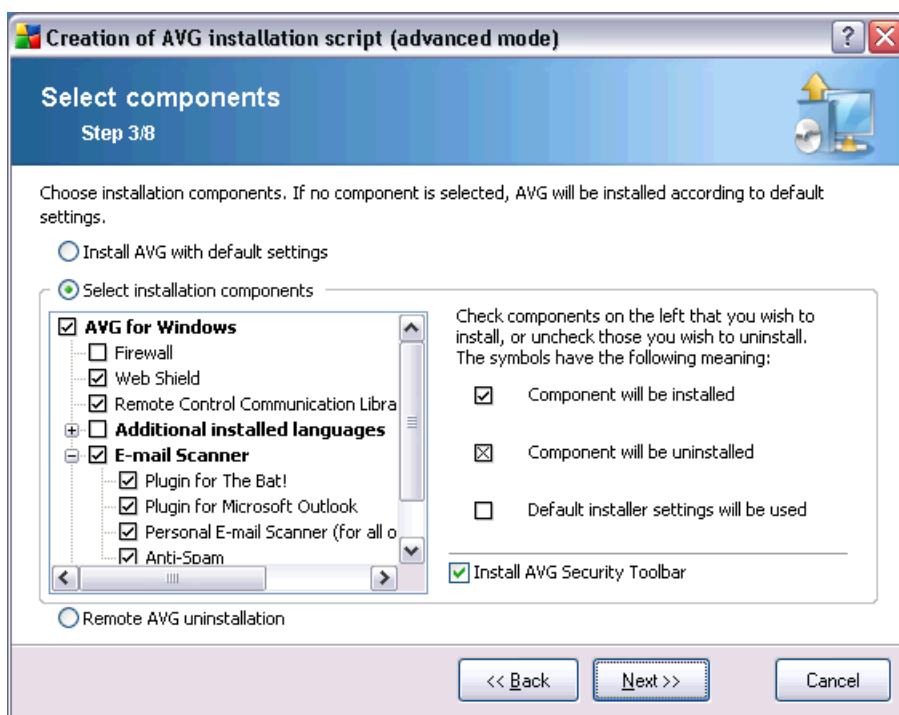 Creation of AVG installation script (advanced mode)
Select components
Step 3/8
Choose installation components. If no component is selected, AVG will be installed according to default
settings.
Install AVG with default settings
Select installation components
AVG for Windows
Firewall
Web Shield
Remote Control Communication Libra
Additional installed languages
E-mail Scanner
Plugin for The Bat!
Plugin for Microsoft Outlook
Personal E-mail Scanner (for all o
Anti-Spam
Check components on the left that you wish to
install, or uncheck those you wish to uninstall.
The symbols have the following meaning:
Component will be installed
Component will be uninstalled
Default installer settings will be used
Install AVG Security Toolbar
Remote AVG uninstallation
<< Back
Next >>
Cancel